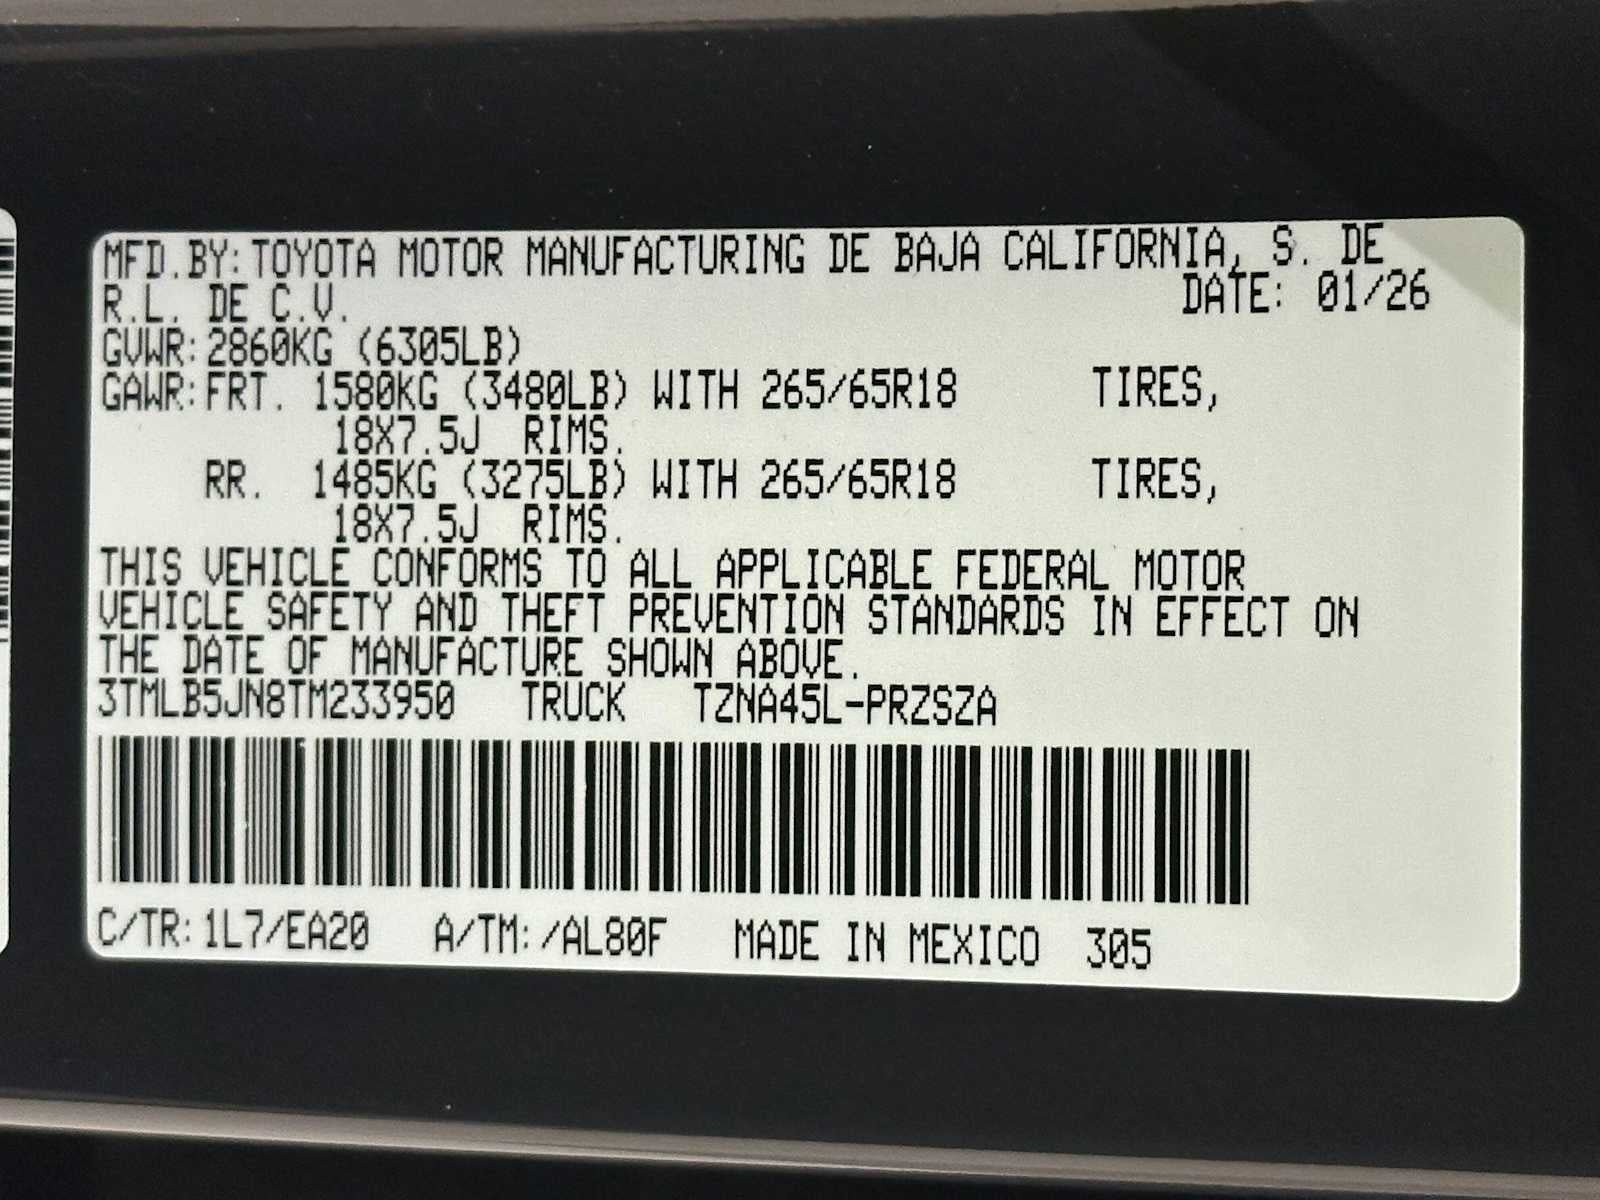 MFD.BY:TOYOTA MOTOR MANUFACTURING DE BAJA CALIFORNIA, S. DE
R.L. DE C.V. DATE: 01/26
GVWR:2860KG (6305LB)
GAWR:FRT. 1580KG (3480LB) WITH 265/65R18 TIRES,
18X7.5J RIMS.
RR. 1485KG (3275LB) WITH 265/65R18 TIRES,
18X7.5J RIMS.
THIS VEHICLE CONFORMS TO ALL APPLICABLE FEDERAL MOTOR
VEHICLE SAFETY AND THEFT PREVENTION STANDARDS IN EFFECT ON
THE DATE OF MANUFACTURE SHOWN ABOVE.
3TMLB5JN8TM233950 TRUCK TZNA45L-PRZSZA
C/TR:1L7/EA20 A/TM:/AL80F MADE IN MEXICO 305